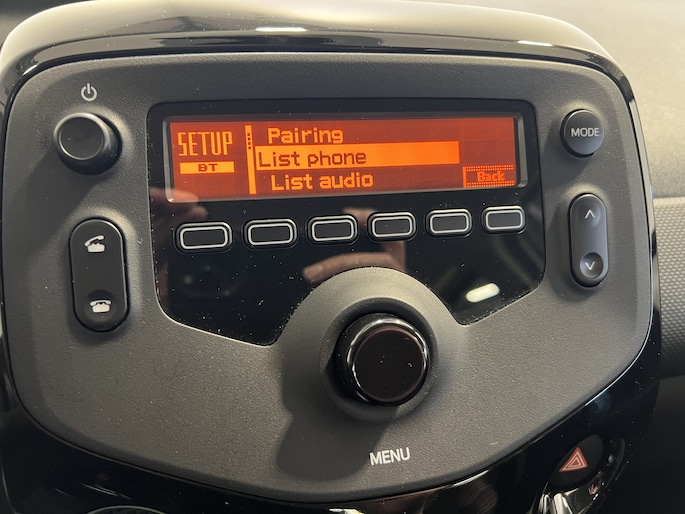 SETUP
BT
Pairing
List phone
List audio
Back
MODE
MENU